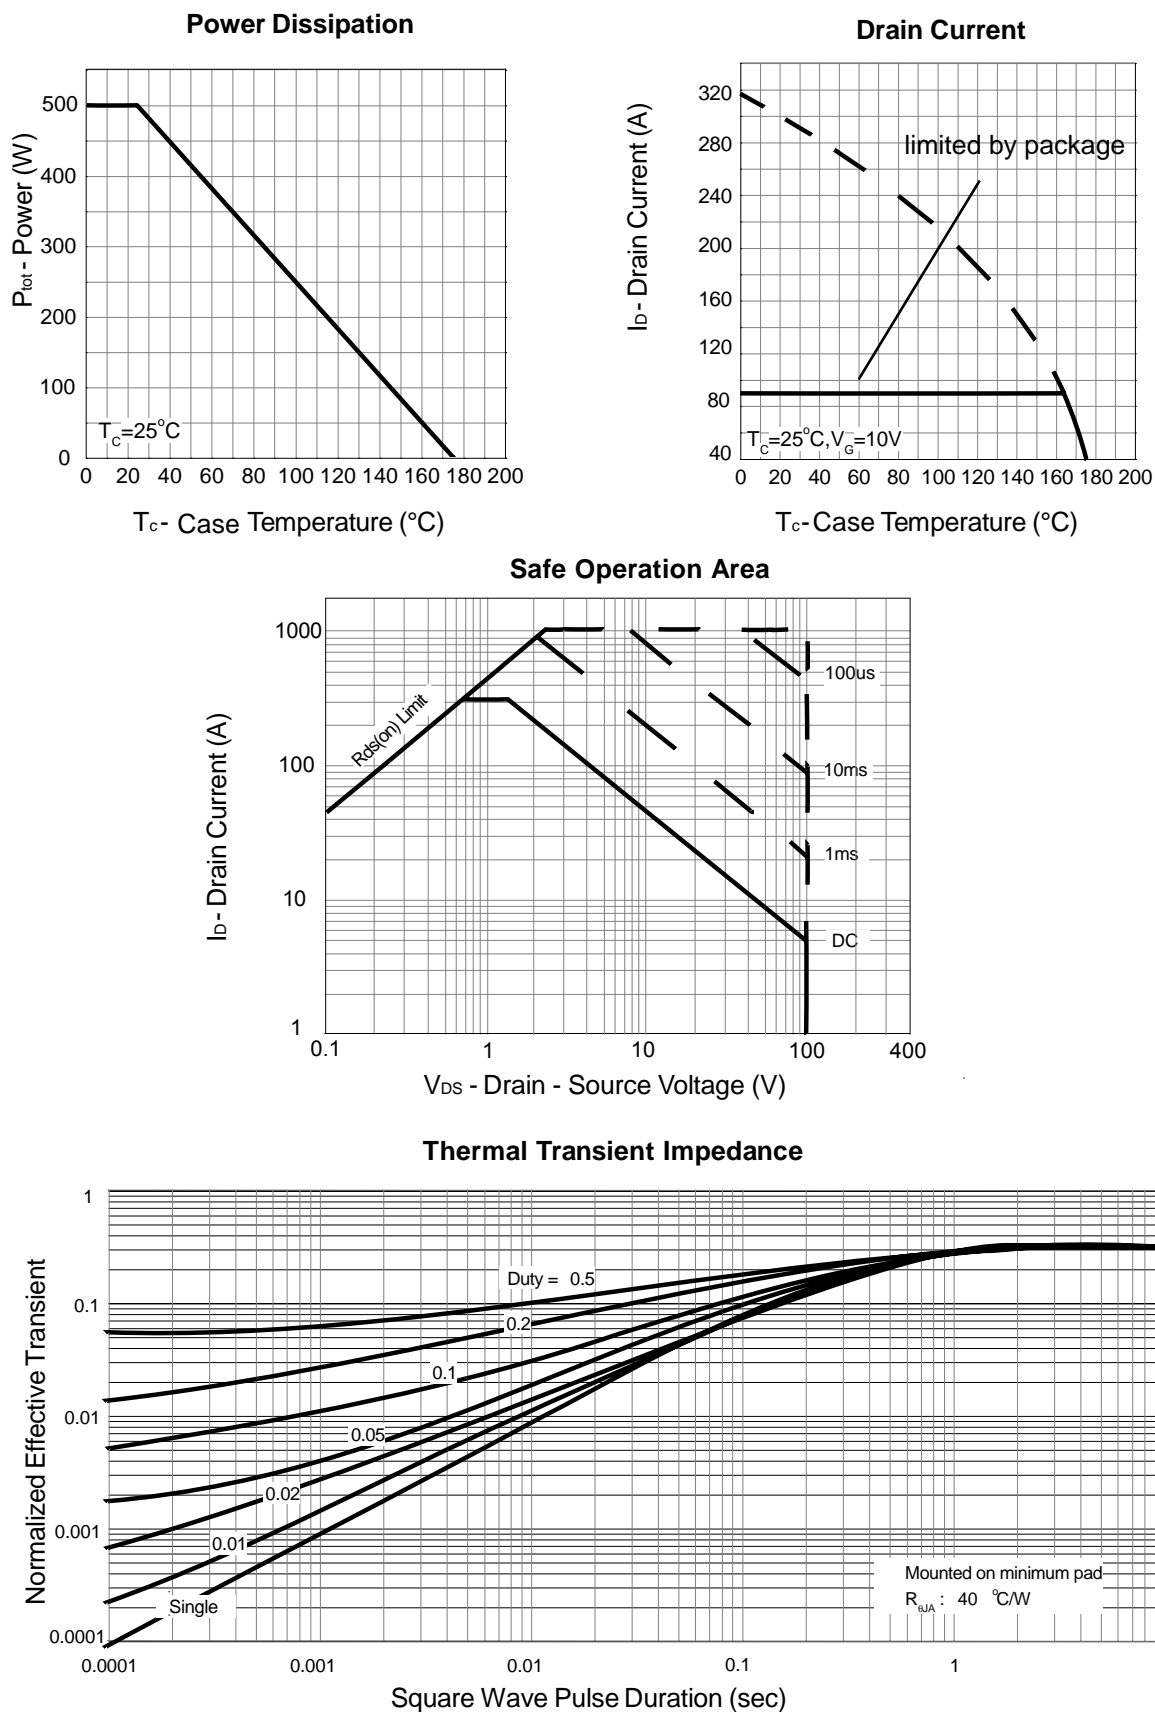 Power Dissipation
Ptot - Power (W)
500
400
300
200
100
0
TC=25°C
0 20 40 60 80 100 120 140 160 180 200
Tc - Case Temperature (°C)
Drain Current
ID - Drain Current (A)
320
280
240
200
160
120
80
40
limited by package
TC=25°C,VG=10V
0 20 40 60 80 100 120 140 160 180 200
Tc-Case Temperature (°C)
Safe Operation Area
ID - Drain Current (A)
1000
100
10
1
Rds(on) Limit
100us
10ms
1ms
DC
0.1 1 10 100 400
VDS - Drain - Source Voltage (V)
Thermal Transient Impedance
Normalized Effective Transient
1
0.1
0.01
0.001
0.0001
Duty = 0.5
0.2
0.1
0.05
0.02
0.01
Single
Mounted on minimum pad
RθJA : 40 °C/W
0.0001 0.001 0.01 0.1 1
Square Wave Pulse Duration (sec)